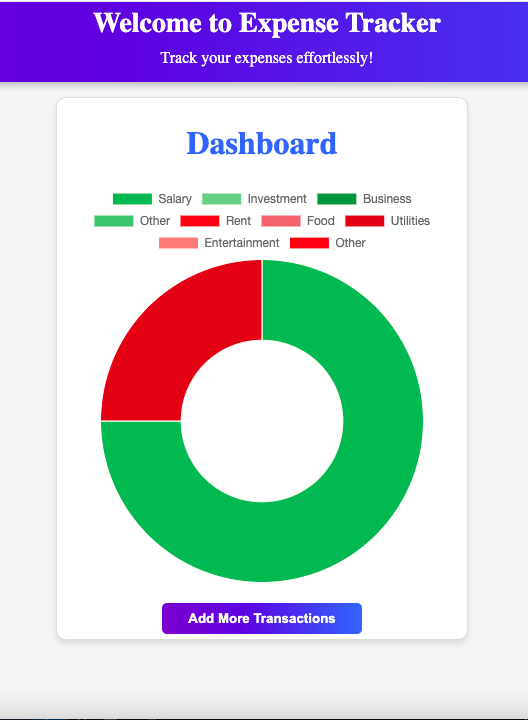 Welcome to Expense Tracker
Track your expenses effortlessly!
Dashboard
Salary Investment Business
Other Rent Food Utilities
Entertainment Other
Add More Transactions